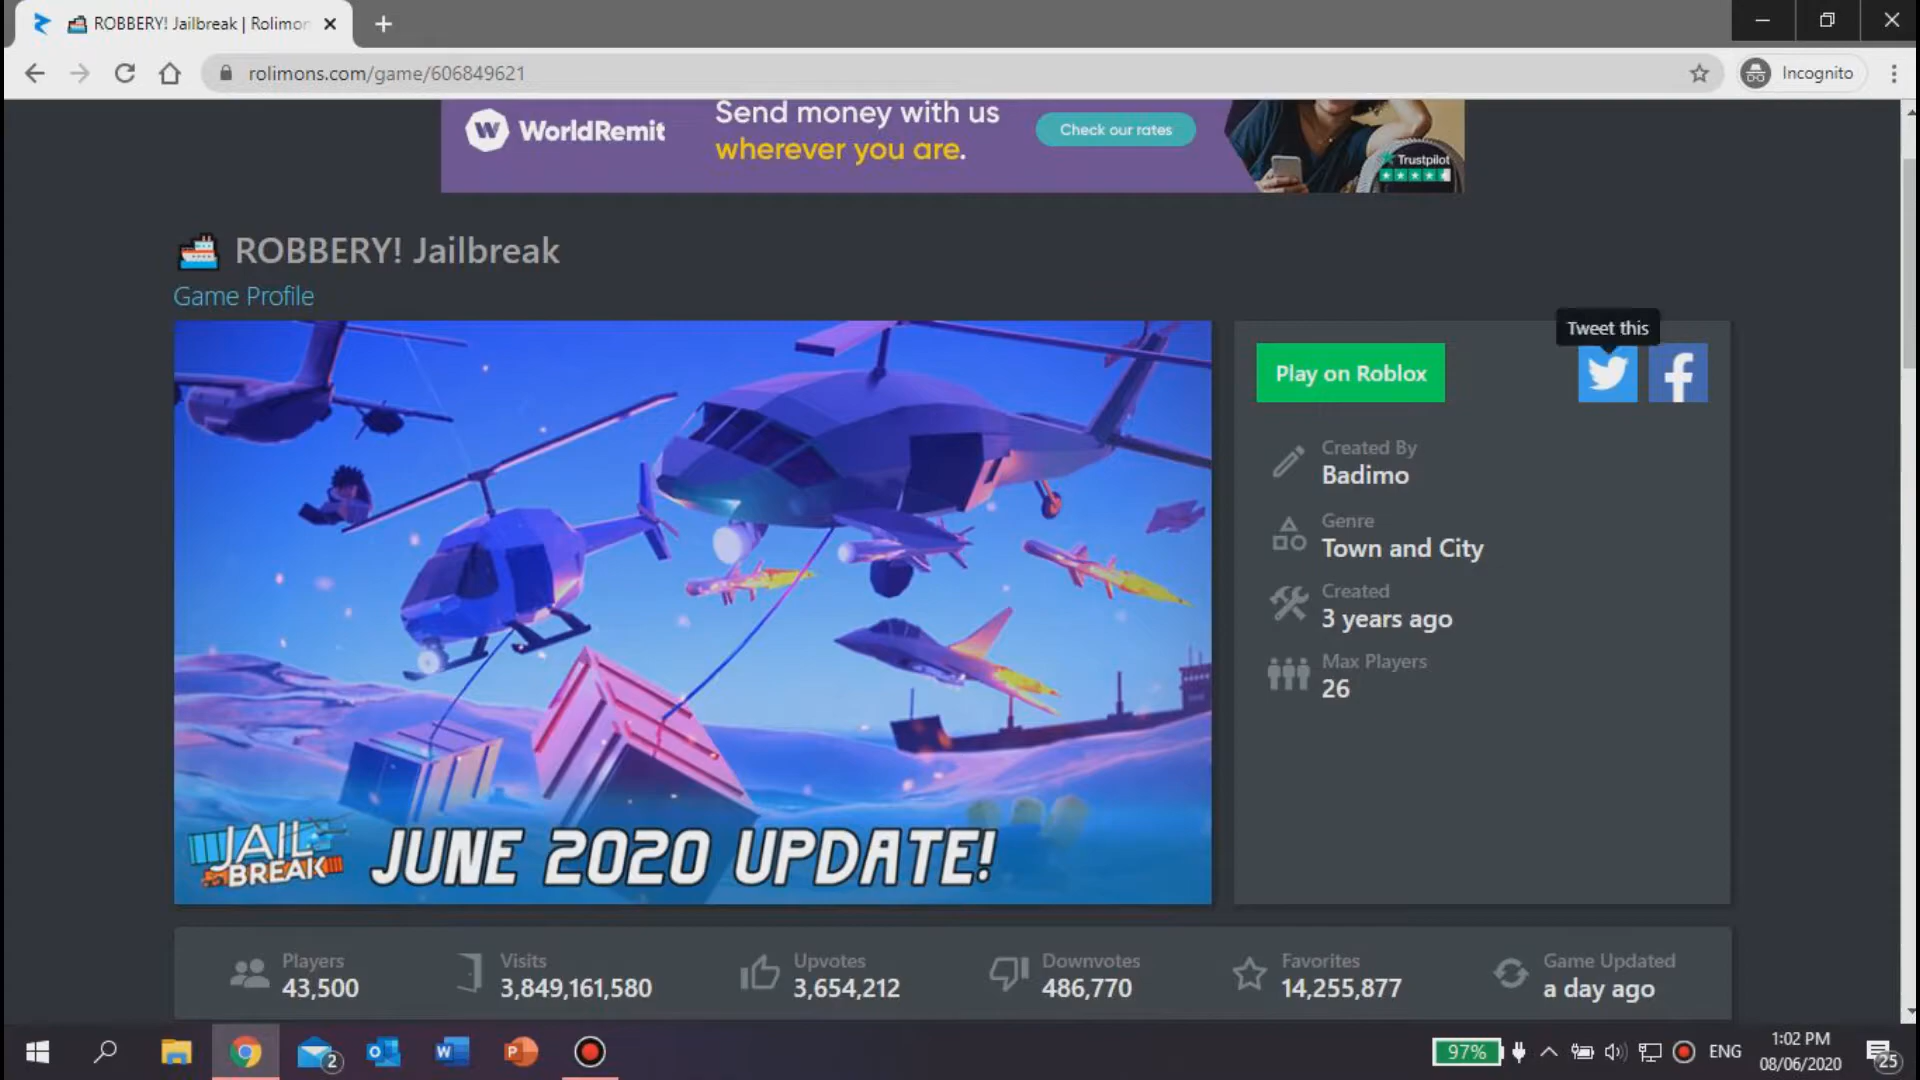 ROBBERY! Jailbreak | Rolimon
rolimons.com/game/606849621
Incognito
WorldRemit
Send money with us
wherever you are.
Check our rates
Trustpilot
ROBBERY! Jailbreak
Game Profile
Tweet this
Play on Roblox
Created By
Badimo
Genre
Town and City
Created
3 years ago
Max Players
26
JAIL
BREAK
JUNE 2020 UPDATE!
Players
43,500
Visits
3,849,161,580
Upvotes
3,654,212
Downvotes
486,770
Favorites
14,255,877
Game Updated
a day ago
2
97%
ENG
1:02 PM
08/06/2020
25